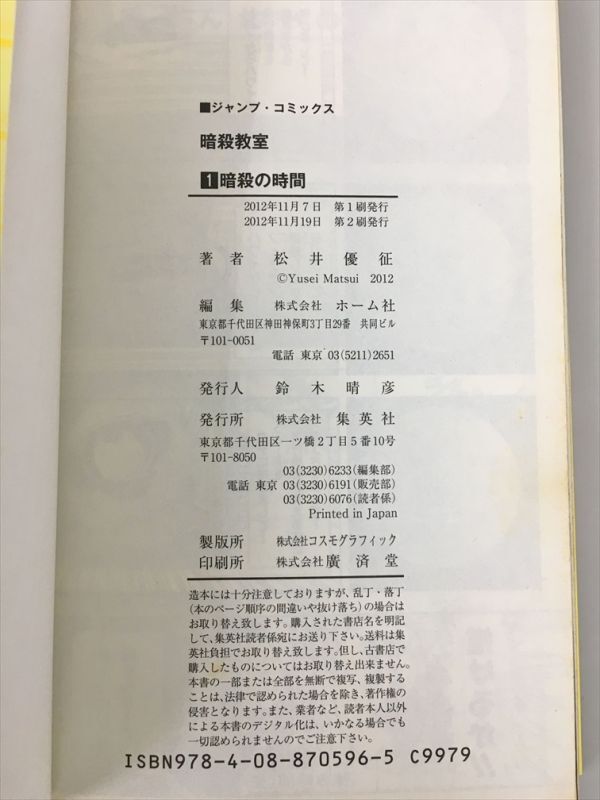 ■ジャンプ・コミックス
暗殺教室
1暗殺の時間
2012年11月7日 第1刷発行
2012年11月19日 第2刷発行
著者 松井優征
©Yusei Matsui 2012
編集 株式会社 ホーム社
東京都千代田区神田神保町3丁目29番 共同ビル
〒101-0051
電話 東京 03(5211)2651
発行人 鈴木晴彦
発行所 株式会社 集英社
東京都千代田区一ツ橋2丁目5番10号
〒101-8050
03(3230)6233(編集部)
電話 東京 03(3230)6191(販売部)
03(3230)6076(読者係)
Printed in Japan
製版所 株式会社コスモグラフィック
印刷所 株式会社 廣済堂
造本には十分注意しておりますが、乱丁・落丁
(本のページ順序の間違いや抜け落ち)の場合は
お取り替え致します。購入された書店名を明記
して、集英社読者係宛にお送り下さい。送料は集
英社負担でお取り替え致します。但し、古書店で
購入したものについてはお取り替え出来ません。
本書の一部または全部を無断で複写、複製する
ことは、法律で認められた場合を除き、著作権の
侵害となります。また、業者など、読者本人以外
による本書のデジタル化は、いかなる場合でも
一切認められませんのでご注意下さい。
ISBN978-4-08-870596-5 C9979